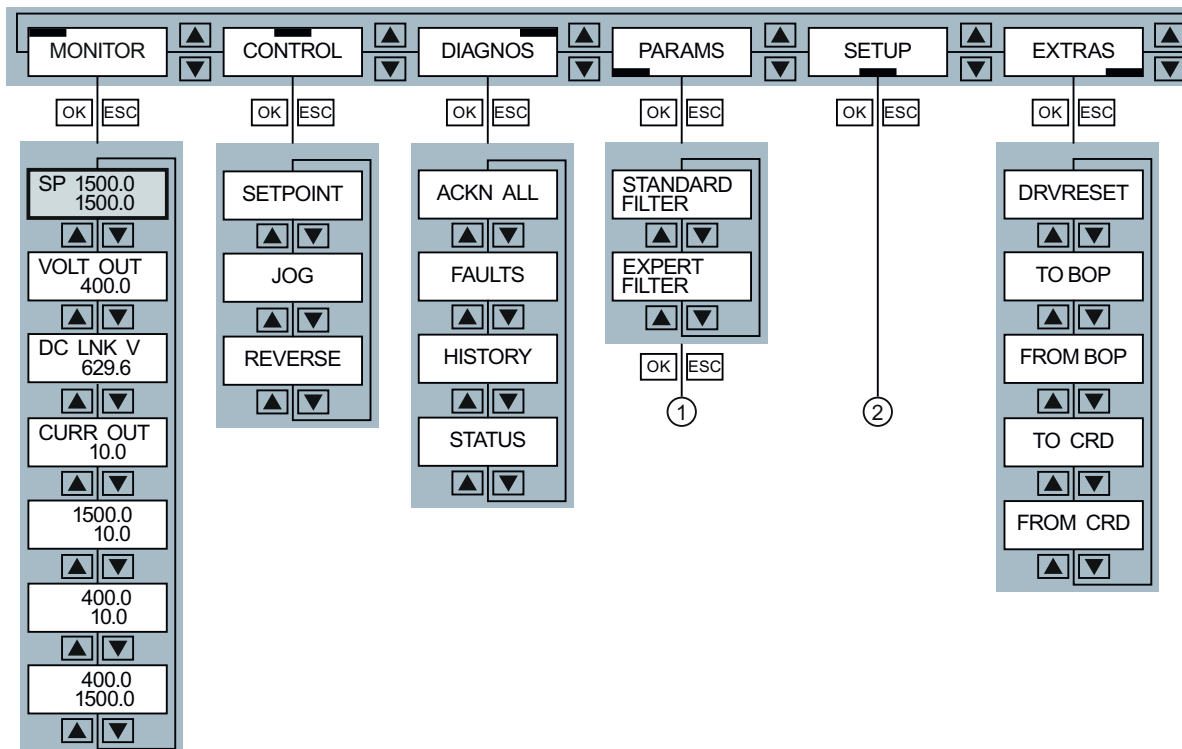 MONITOR
CONTROL
DIAGNOS
PARAMS
SETUP
EXTRAS
OK ESC
OK ESC
OK ESC
OK ESC
OK ESC
OK ESC
SP 1500.0
1500.0
VOLT OUT
400.0
DC LNK V
629.6
CURR OUT
10.0
1500.0
10.0
400.0
10.0
400.0
1500.0
SETPOINT
JOG
REVERSE
ACKN ALL
FAULTS
HISTORY
STATUS
STANDARD
FILTER
EXPERT
FILTER
OK ESC
1
2
DRVRESET
TO BOP
FROM BOP
TO CRD
FROM CRD